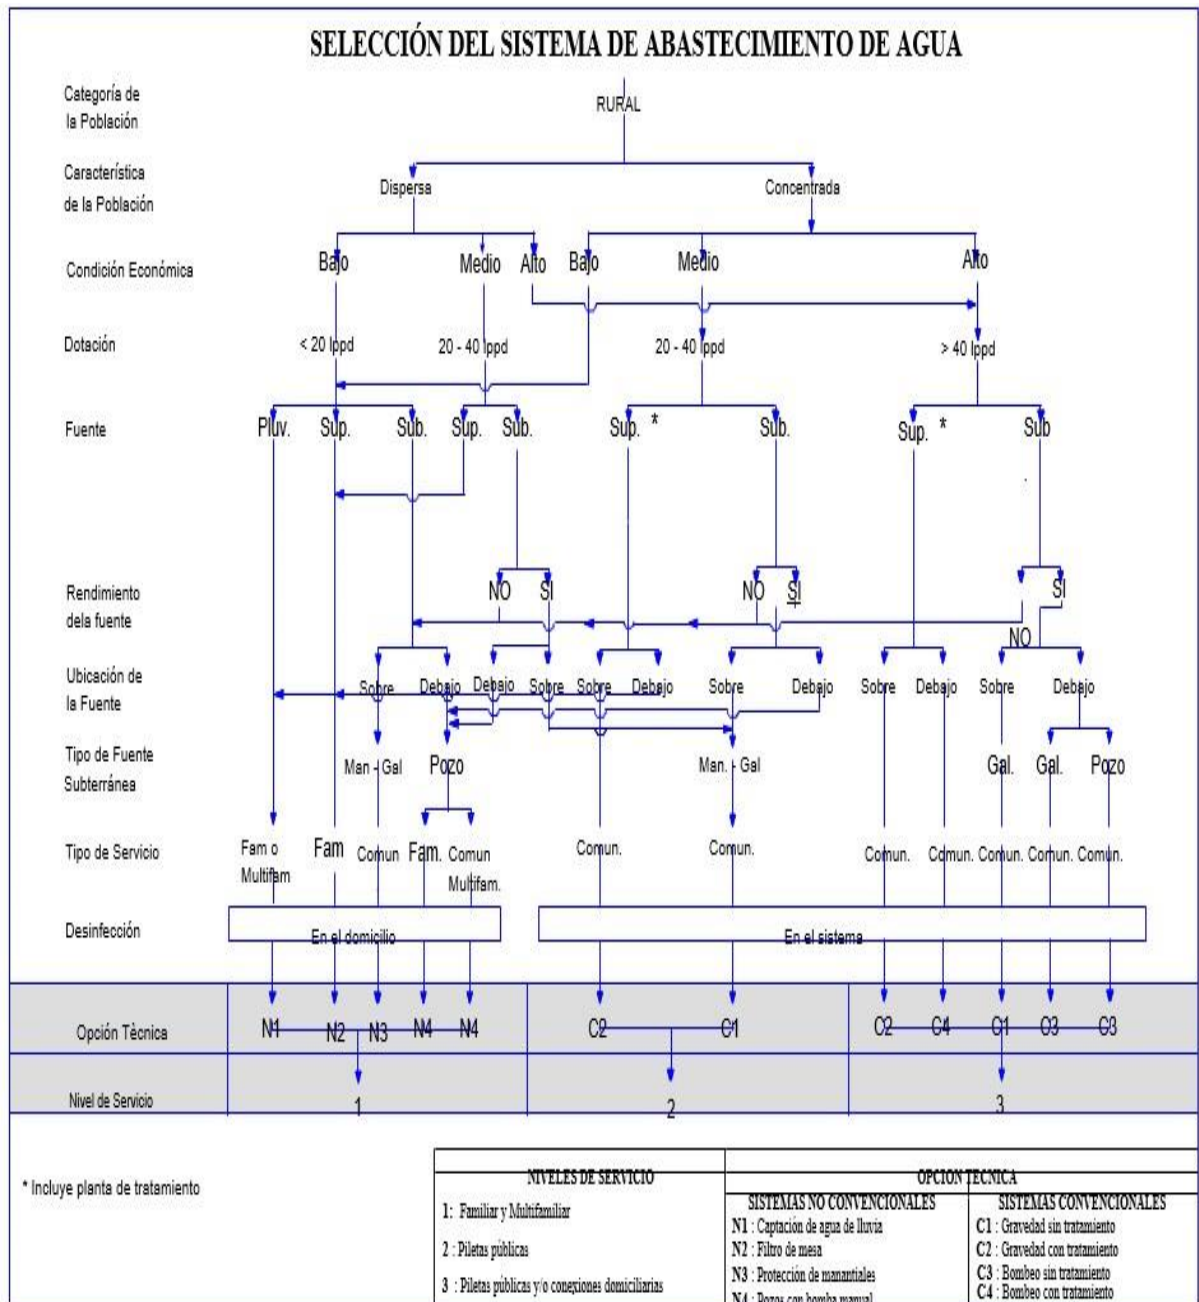 SELECCIÓN DEL SISTEMA DE ABASTECIMIENTO DE AGUA
Categoría de
la Población
RURAL
Característica
de la Población
Dispersa Concentrada
Condición Económica
Bajo Medio Alto Bajo Medio Alto
Dotación
< 20 lppd 20 - 40 lppd 20 - 40 lppd > 40 lppd
Fuente
Pluv. Sup. Sub. Sup. Sub. Sup. * Sub. Sup. * Sub
Rendimiento
dela fuente
NO SI NO SI SI
NO
Ubicación de
la Fuente
Sobre Debajo Debajo Sobre Sobre Debajo Sobre Debajo Sobre Debajo Sobre Debajo
Tipo de Fuente
Subterránea
Man - Gal Pozo Man. - Gal Gal. Gal. Pozo
Tipo de Servicio
Fam o
Multifam
Fam Comun Fam. Comun
Multifam.
Comun. Comun. Comun. Comun. Comun. Comun. Comun.
Desinfección
En el domicilio En el sistema
Opción Tècnica
N1 N2 N3 N4 N4 C2 C1 C2 C4 C1 C3 C3
Nivel de Servicio
1 2 3
* Incluye planta de tratamiento
NIVELES DE SERVICIO
1: Familiar y Multifamiliar
2 : Piletas públicas
3 : Piletas públicas y/o conexiones domiciliarias
OPCION TECNICA
SISTEMAS NO CONVENCIONALES
N1 : Captación de agua de lluvia
N2 : Filtro de mesa
N3 : Protección de manantiales
N4 : Pozos con bomba manual
SISTEMAS CONVENCIONALES
C1 : Gravedad sin tratamiento
C2 : Gravedad con tratamiento
C3 : Bombeo sin tratamiento
C4 : Bombeo con tratamiento